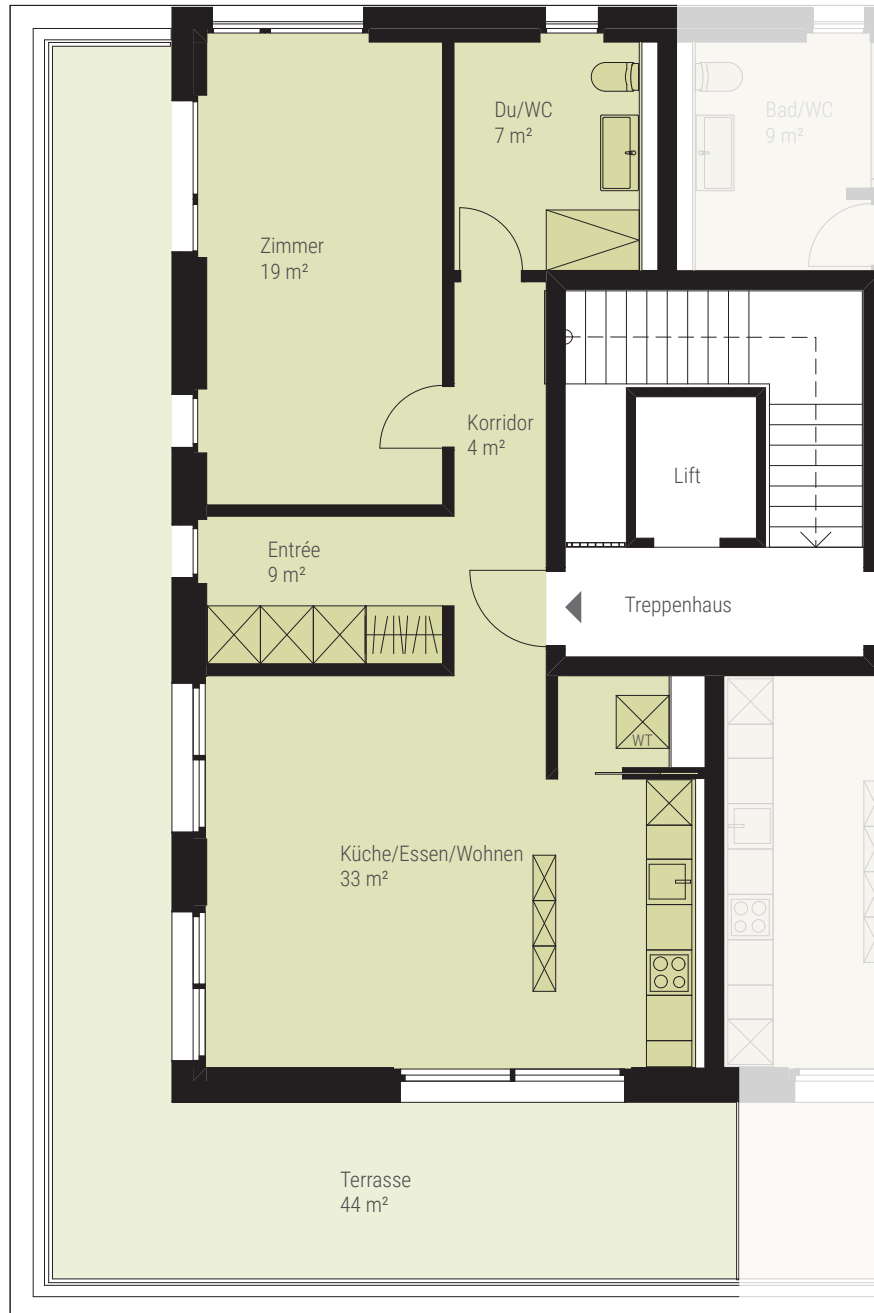 Du/WC
7 m²
Bad/WC
9 m²
Zimmer
19 m²
Korridor
4 m²
Lift
Entrée
9 m²
Treppenhaus
WT
Küche/Essen/Wohnen
33 m²
Terrasse
44 m²